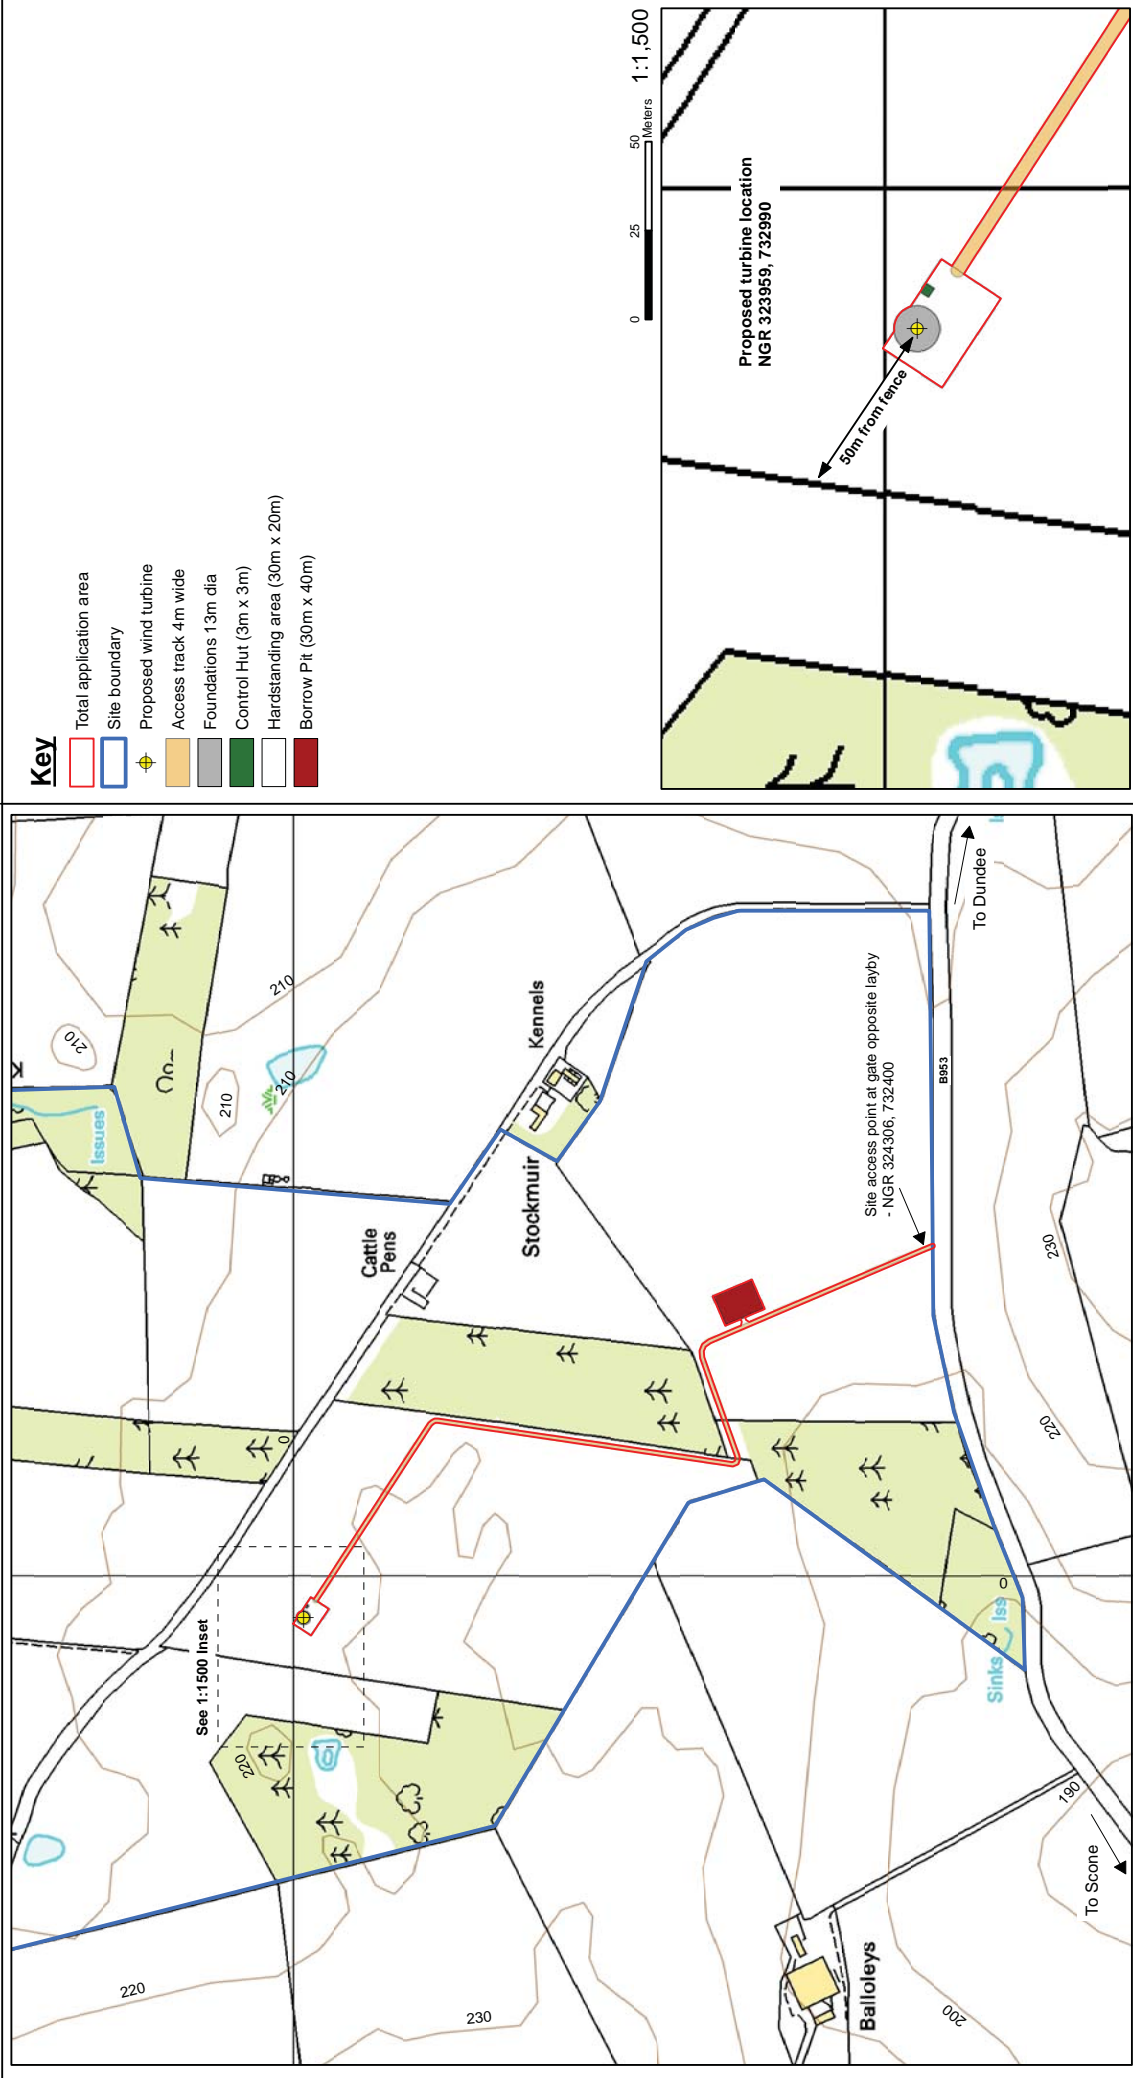 Key
Total application area
Site boundary
Proposed wind turbine
Access track 4m wide
Foundations 13m dia
Control Hut (3m x 3m)
Hardstanding area (30m x 20m)
Borrow Pit (30m x 40m)
0 25 50
Meters
1:1,500
Proposed turbine location
NGR 323959, 732990
50m from fence
210
210
210
210
Issues
Kennels
Stockmuir
Cattle
Pens
0
See 1:1500 Inset
220
220
230
Site access point at gate opposite layby
- NGR 324306, 732400
B953
To Dundee
230
220
0
Iss
Sinks
190
To Scone
Balloleys
200